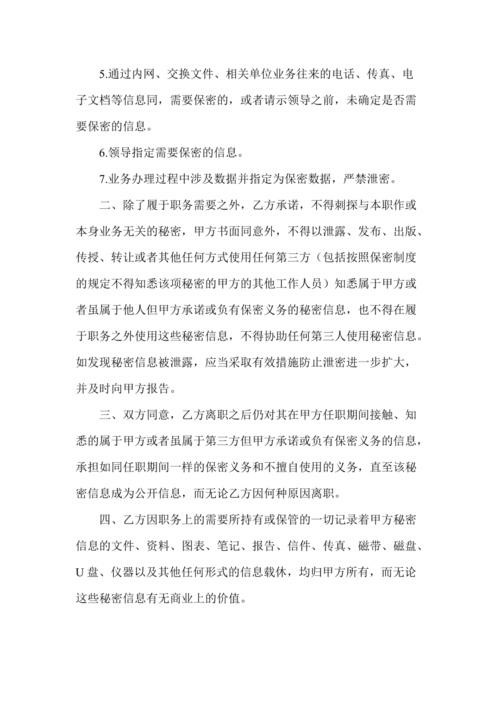 5.通过内网、交换文件、相关单位业务往来的电话、传真、电
子文档等信息同，需要保密的，或者请示领导之前，未确定是否需
要保密的信息。
6.领导指定需要保密的信息。
7.业务办理过程中涉及数据并指定为保密数据，严禁泄密。
二、除了履于职务需要之外，乙方承诺，不得刺探与本职作或
本身业务无关的秘密，甲方书面同意外，不得以泄露、发布、出版、
传授、转让或者其他任何方式使用任何第三方（包括按照保密制度
的规定不得知悉该项秘密的甲方的其他工作人员）知悉属于甲方或
者虽属于他人但甲方承诺或负有保密义务的秘密信息，也不得在履
于职务之外使用这些秘密信息，不得协助任何第三人使用秘密信息。
如发现秘密信息被泄露，应当采取有效措施防止泄密进一步扩大，
并及时向甲方报告。
三、双方同意，乙方离职之后仍对其在甲方任职期间接触、知
悉的属于甲方或者虽属于第三方但甲方承诺或负有保密义务的信息，
承担如同任职期间一样的保密义务和不擅自使用的义务，直至该秘
密信息成为公开信息，而无论乙方因何种原因离职。
四、乙方因职务上的需要所持有或保管的一切记录着甲方秘密
信息的文件、资料、图表、笔记、报告、信件、传真、磁带、磁盘、
U 盘、仪器以及其他任何形式的信息载休，均归甲方所有，而无论
这些秘密信息有无商业上的价值。